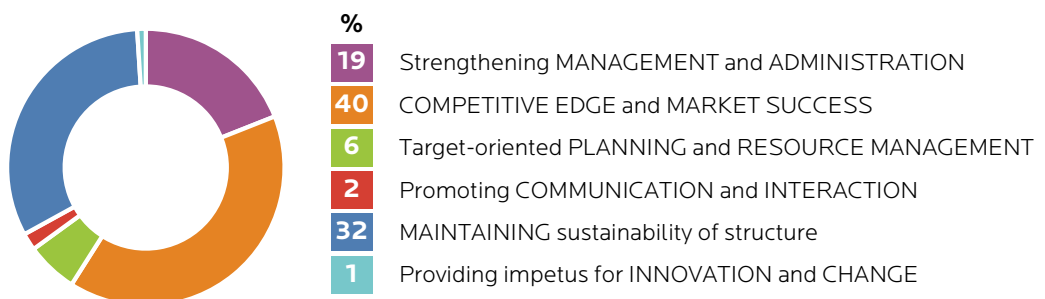 %
19 Strengthening MANAGEMENT and ADMINISTRATION
40 COMPETITIVE EDGE and MARKET SUCCESS
6 Target-oriented PLANNING and RESOURCE MANAGEMENT
2 Promoting COMMUNICATION and INTERACTION
32 MAINTAINING sustainability of structure
1 Providing impetus for INNOVATION and CHANGE